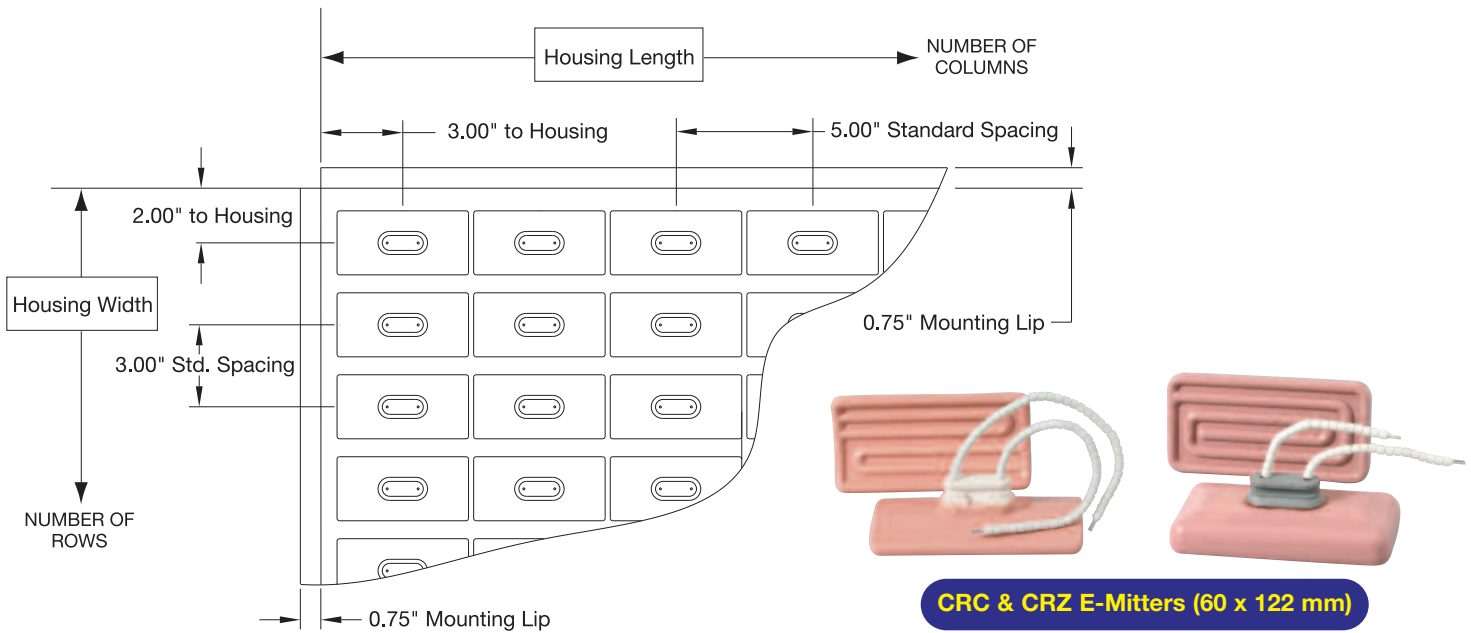 Housing Length
NUMBER OF
COLUMNS
3.00" to Housing
5.00" Standard Spacing
2.00" to Housing
Housing Width
0.75" Mounting Lip
3.00" Std. Spacing
NUMBER OF
ROWS
CRC & CRZ E-Mitters (60 x 122 mm)
0.75" Mounting Lip